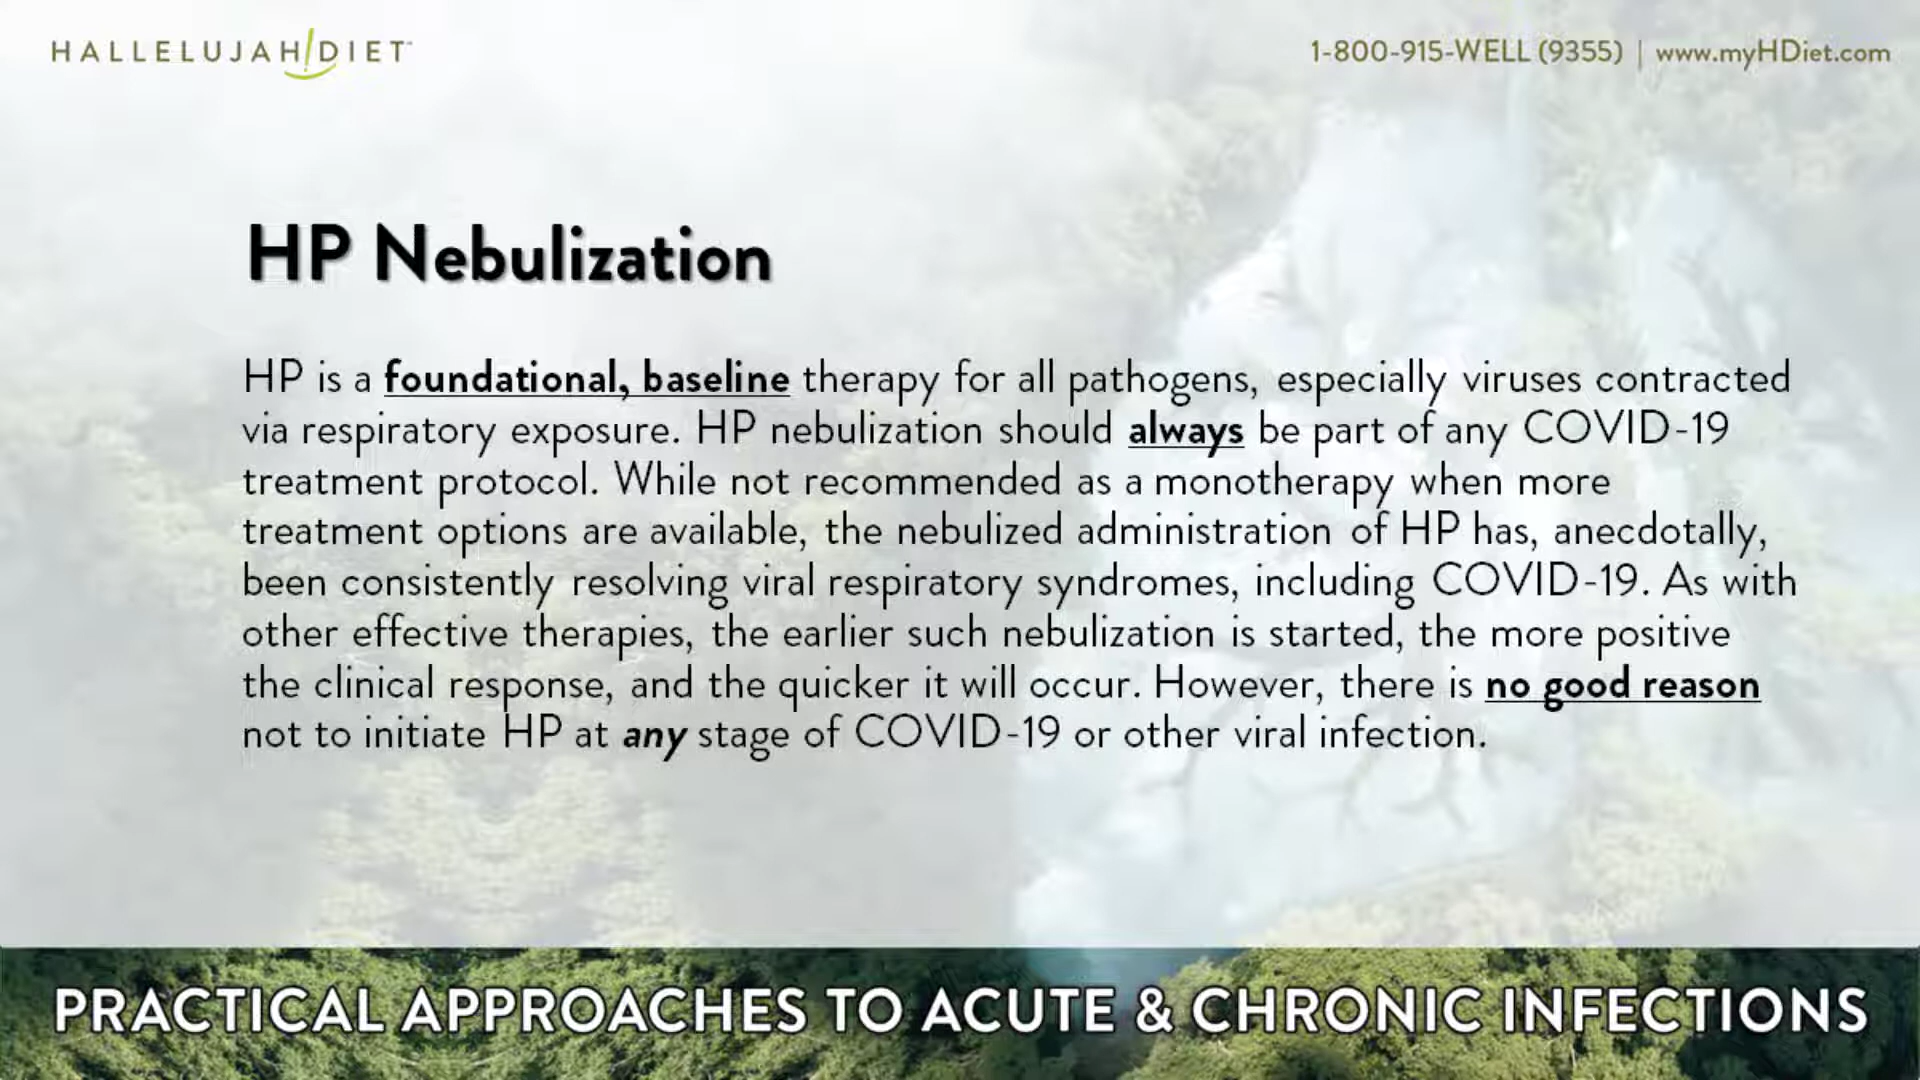 HALLELUJAH DIET™
1-800-915-WELL (9355) | www.myHDiet.com
HP Nebulization
HP is a foundational, baseline therapy for all pathogens, especially viruses contracted
via respiratory exposure. HP nebulization should always be part of any COVID-19
treatment protocol. While not recommended as a monotherapy when more
treatment options are available, the nebulized administration of HP has, anecdotally,
been consistently resolving viral respiratory syndromes, including COVID-19. As with
other effective therapies, the earlier such nebulization is started, the more positive
the clinical response, and the quicker it will occur. However, there is no good reason
not to initiate HP at any stage of COVID-19 or other viral infection.
PRACTICAL APPROACHES TO ACUTE & CHRONIC INFECTIONS